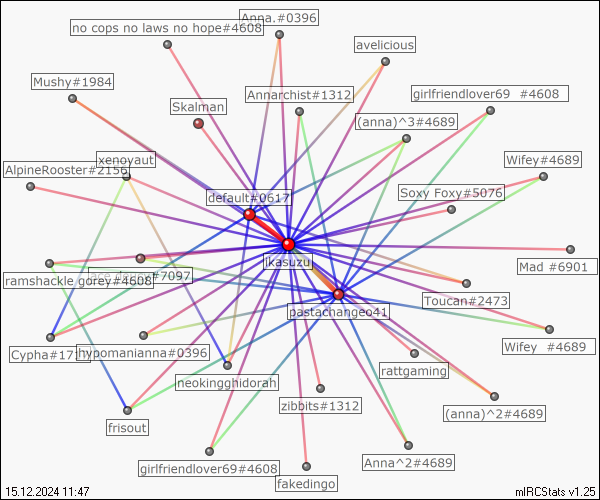 Anna.#0396
no cops no laws no hope#4608
avelicious
Mushy#1984
Annarchist#1312
girlfriendlover69 #4608
Skalman
(anna)^3#4689
xenoyaut
Wifey#4689
AlpineRooster#2156
default#0617
Soxy Foxy#5076
jkasuzu
Mad #6901
#7097
ramshackle gorey#4608
Toucan#2473
pastachangeo41
Cypha#17
hypomanianna#0396
Wifey #4689
rattgaming
neokingghidorah
zibbits#1312
(anna)^2#4689
frisout
Anna^2#4689
girlfriendlover69#4608
fakedingo
15.12.2024 11:47
mIRCStats v1.25